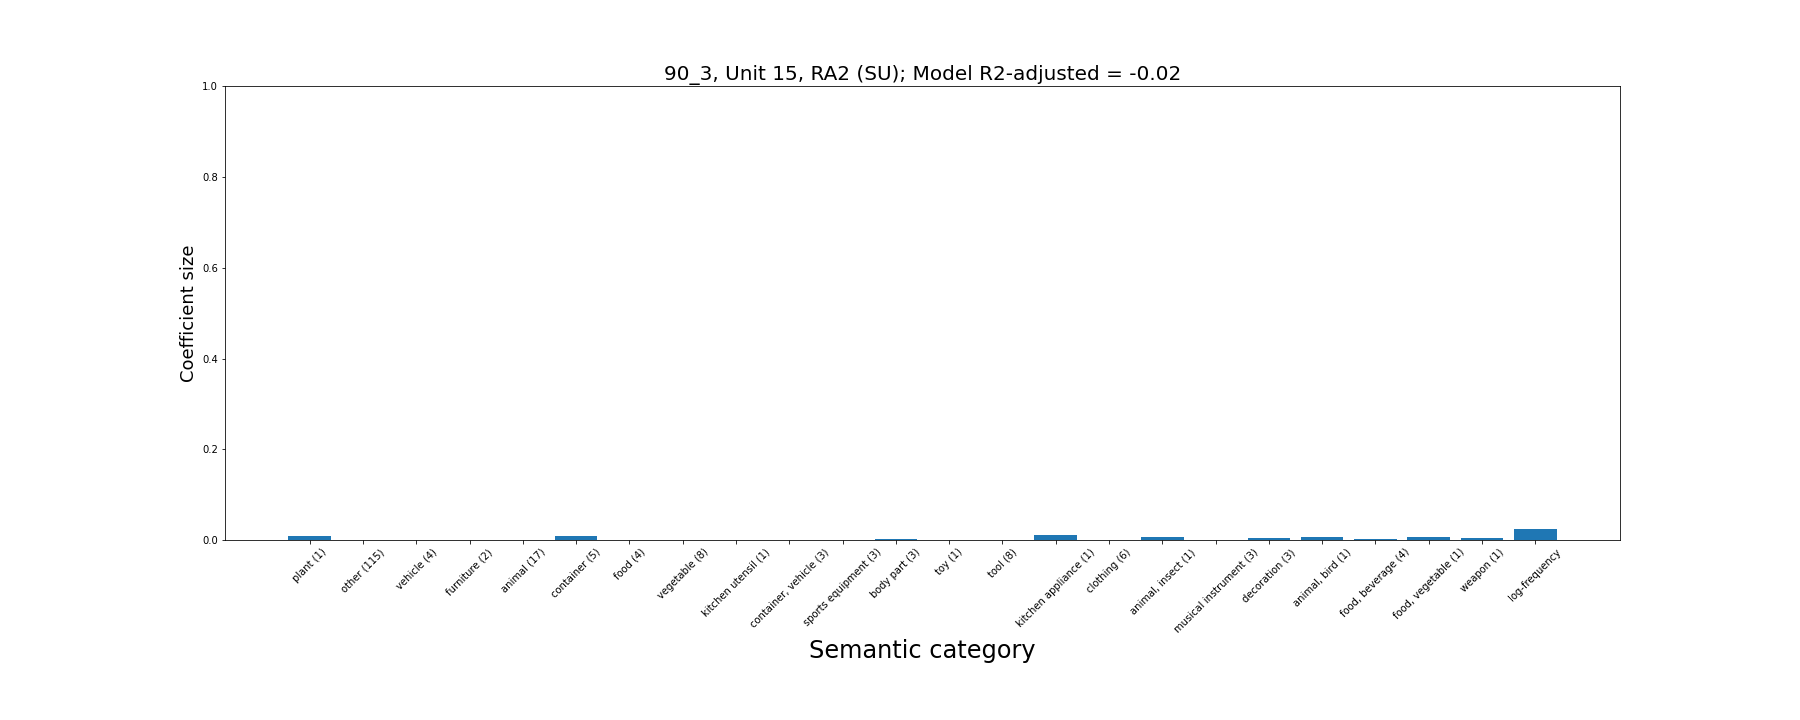 90_3, Unit 15, RA2 (SU); Model R2-adjusted = -0.02
1.0
0.8
0.6
0.4
0.2
0.0
Coefficient size
plant (1)
other (115)
vehicle (4)
furniture (2)
animal (17)
container (5)
food (4)
vegetable (8)
kitchen utensil (1)
container, vehicle (3)
sports equipment (3)
body part (3)
toy (1)
tool (8)
kitchen appliance (1)
clothing (6)
animal, insect (1)
musical instrument (3)
decoration (3)
animal, bird (1)
food, beverage (4)
food, vegetable (1)
weapon (1)
log-frequency
Semantic category